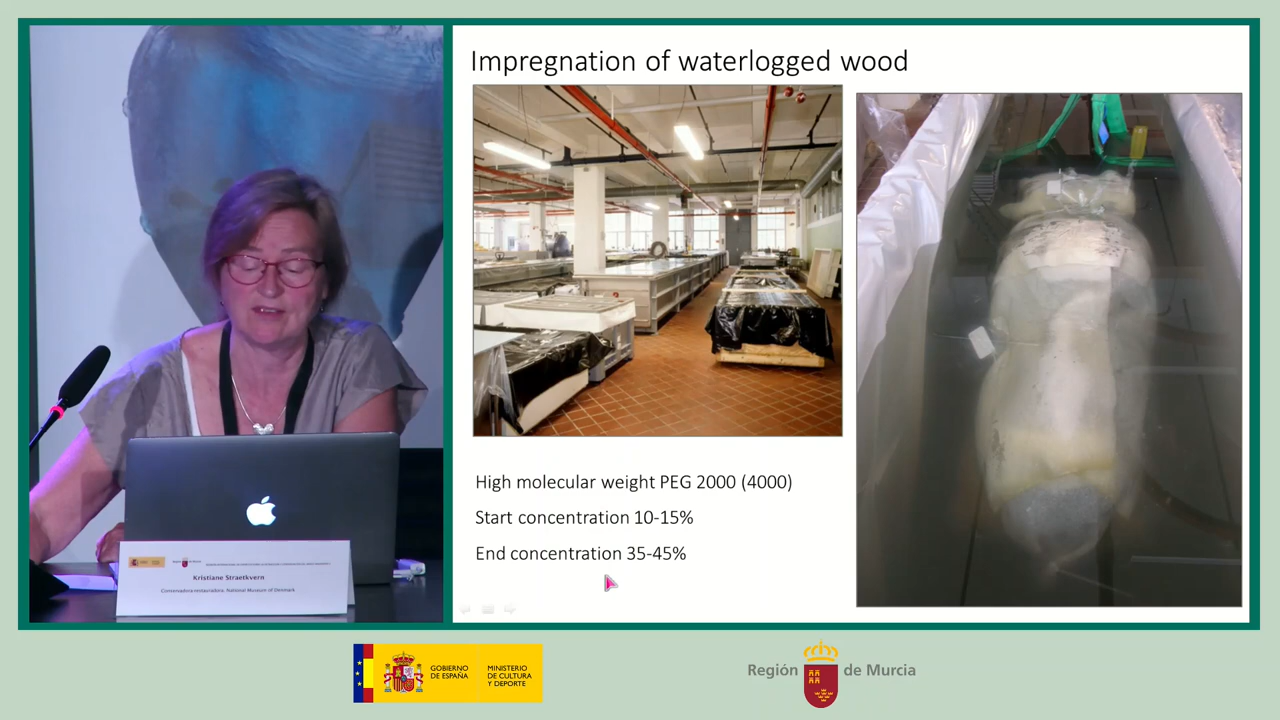 Impregnation of waterlogged wood
High molecular weight PEG 2000 (4000)
Start concentration 10-15%
End concentration 35-45%
Kristiane Straetkvern
Conservadora-restauradora. National Museum of Denmark
GOBIERNO
DE ESPAÑA
MINISTERIO
DE CULTURA
Y DEPORTE
Región de Murcia